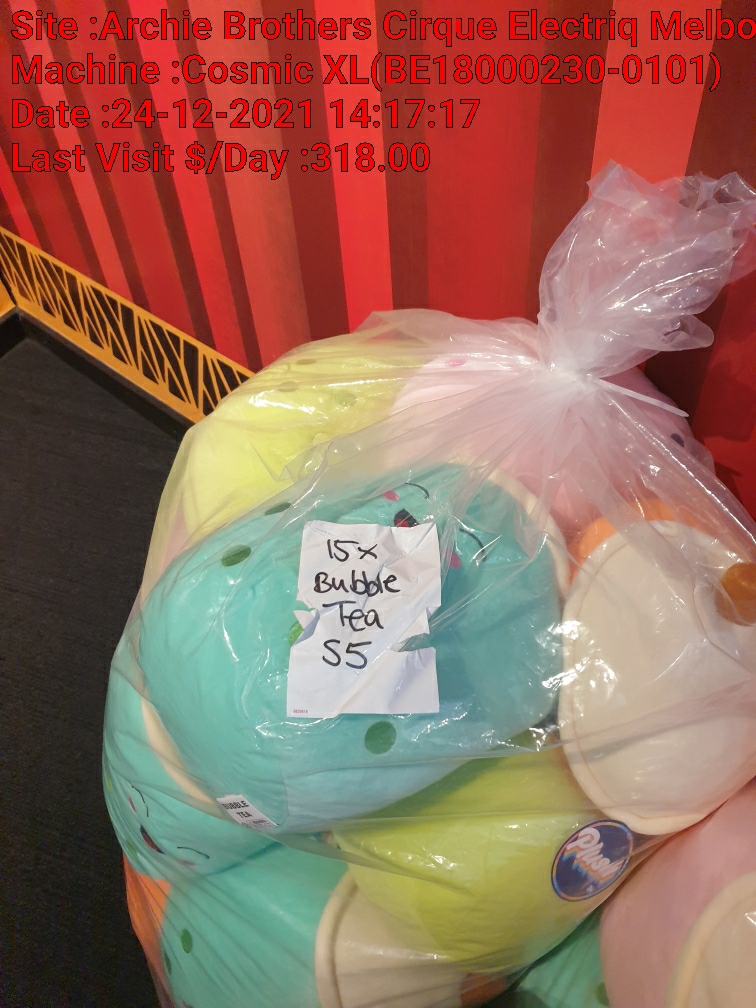 Site :Archie Brothers Cirque Electriq Melbo
Machine :Cosmic XL(BE18000230-0101)
Date :24-12-2021 14:17:17
Last Visit $/Day :318.00
15x
Bubble
Tea
S5
BUBBLE
TEA
Plush